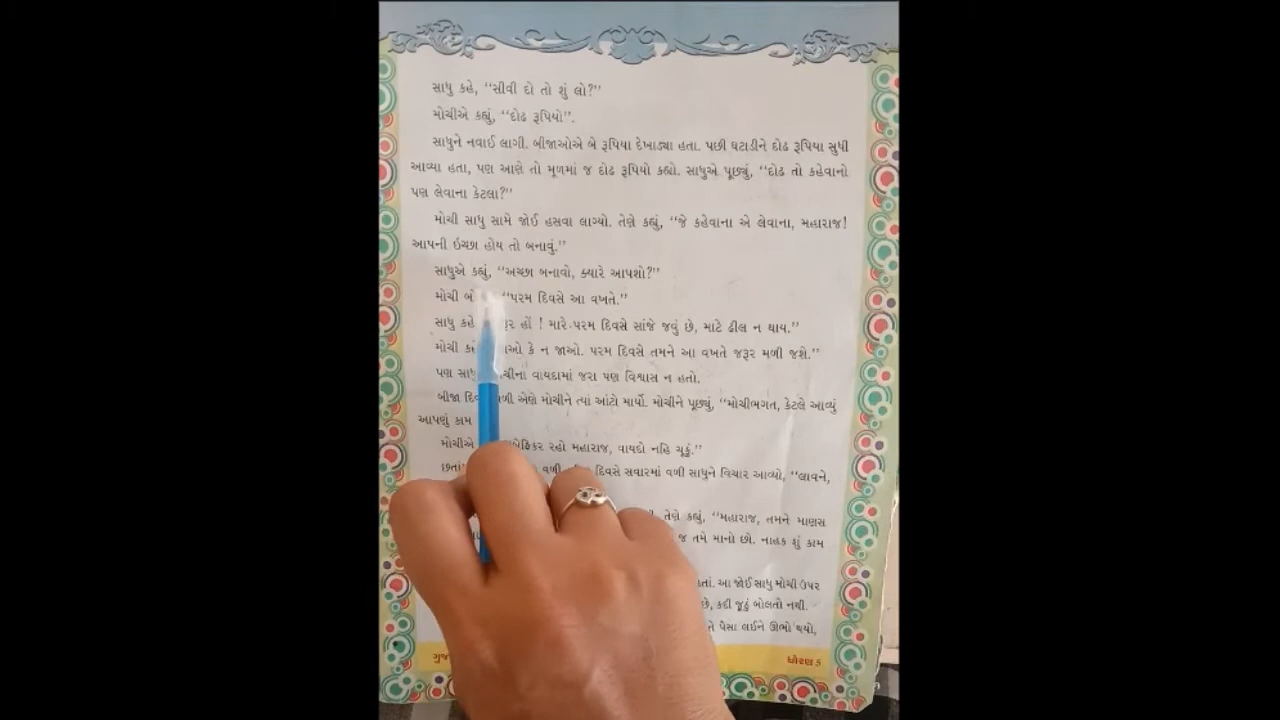 સાધુ કહે, “સીવી દો તો શું લો?”
મોચીએ કહ્યું, “દોઢ રૂપિયો”.
સાધુને નવાઈ લાગી. બીજાઓએ બે રૂપિયા દેખાડ્યા હતા. પછી ઘટાડીને દોઢ રૂપિયા સુધી
આવ્યા હતા, પણ આણે તો મૂળમાં જ દોઢ રૂપિયો કહ્યો. સાધુએ પૂછ્યું, “દોઢ તો કહેવાનો
પણ લેવાના કેટલા?”
મોચી સાધુ સામે જોઈ હસવા લાગ્યો. તેણે કહ્યું, “જે કહેવાના એ લેવાના, મહારાજ!
આપની ઇચ્છા હોય તો બનાવું.”
સાધુએ કહ્યું, “અચ્છા બનાવો, ક્યારે આપશો?”
મોચી “પરમ દિવસે આ વખતે.”
સાધુ કહે હોં ! મારે પરમ દિવસે સાંજે જવું છે, માટે ઢીલ ન થાય.”
મોચી કે ન જાઓ. પરમ દિવસે તમને આ વખતે જરૂર મળી જશે.”
પણ વાયદામાં જરા પણ વિશ્વાસ ન હતો.
બીજા એણે મોચીને ત્યાં આંટો માર્યો. મોચીને પૂછ્યું, “મોચીભગત, કેટલે આવ્યું
આપણું કામ
મોચીએ રહો મહારાજ, વાયદો નહિ ચૂકું.”
વળી દિવસે સવારમાં વળી સાધુને વિચાર આવ્યો, “લાવને,
તેણે કહ્યું, “મહારાજ, તમને માણસ
જ તમે માનો છો. નાહક શું કામ
આ જોઈ સાધુ મોચી ઉપર
છે, કદી જૂઠું બોલતો નથી.
તે પૈસા લઈને ઊભો થયો,
ધોરણ 5